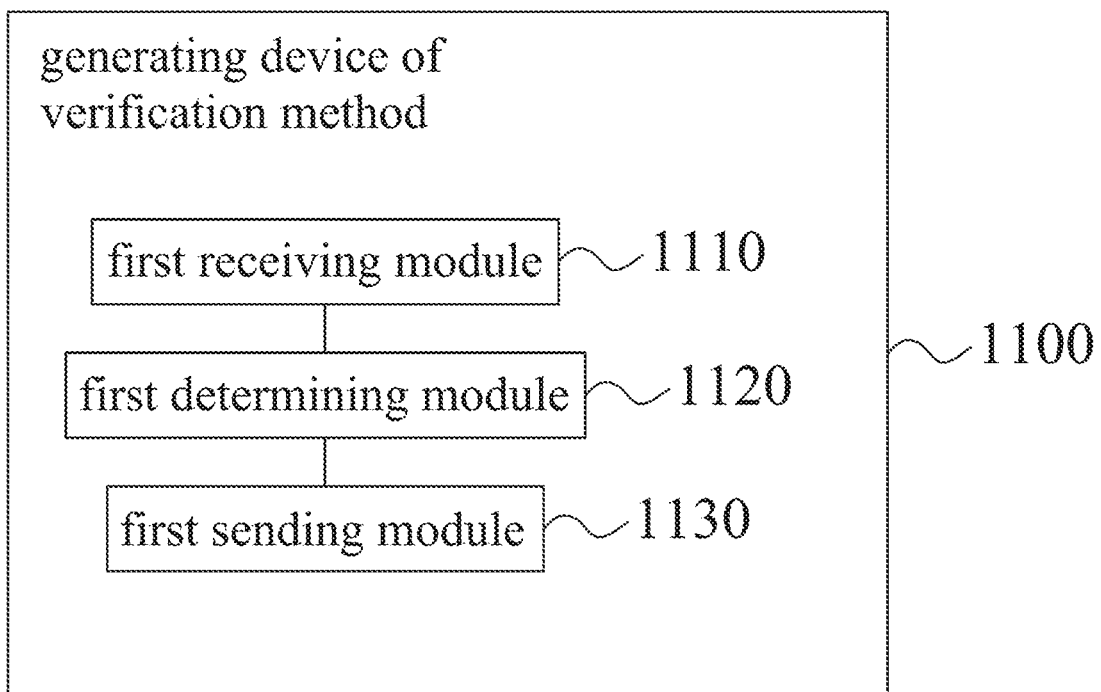 generating device of
verification method
first receiving module
1110
1100
first determining module
1120
first sending module
1130